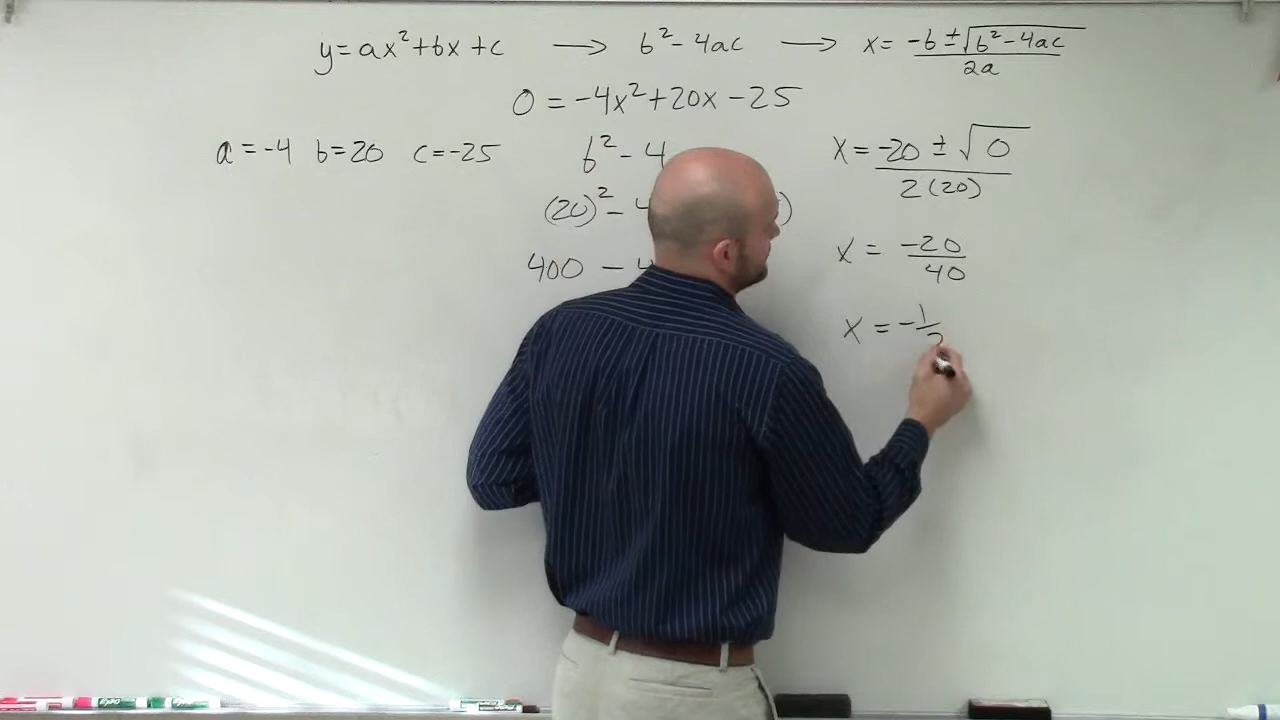 y=ax²+bx+c → b²-4ac → x= -b±√b²-4ac / 2a
0=-4x²+20x-25
a=-4 b=20 c=-25
b²-4
(20)²-4 )
400-4
x= -20±√0 / 2(20)
x= -20/40
x=-1/2